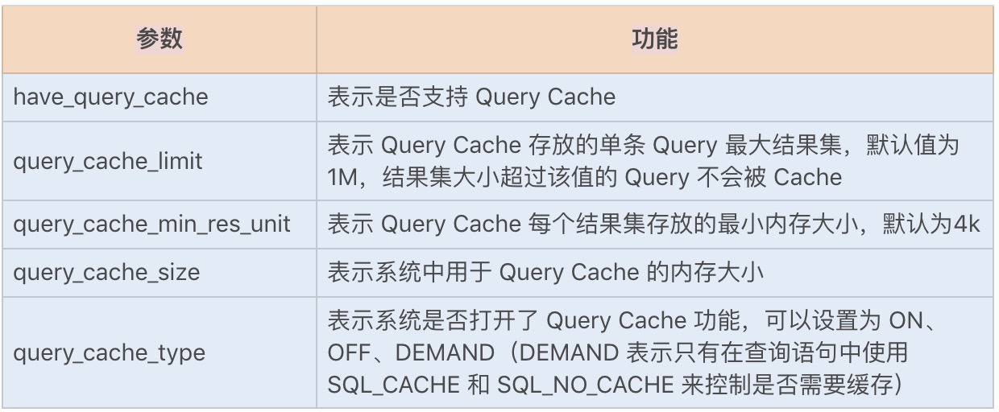 参数
功能
have_query_cache
表示是否支持 Query Cache
query_cache_limit
表示 Query Cache 存放的单条 Query 最大结果集，默认值为
1M，结果集大小超过该值的 Query 不会被 Cache
query_cache_min_res_unit
表示 Query Cache 每个结果集存放的最小内存大小，默认为4k
query_cache_size
表示系统中用于 Query Cache 的内存大小
query_cache_type
表示系统是否打开了 Query Cache 功能，可以设置为 ON、
OFF、DEMAND（DEMAND 表示只有在查询语句中使用
SQL_CACHE 和 SQL_NO_CACHE 来控制是否需要缓存）